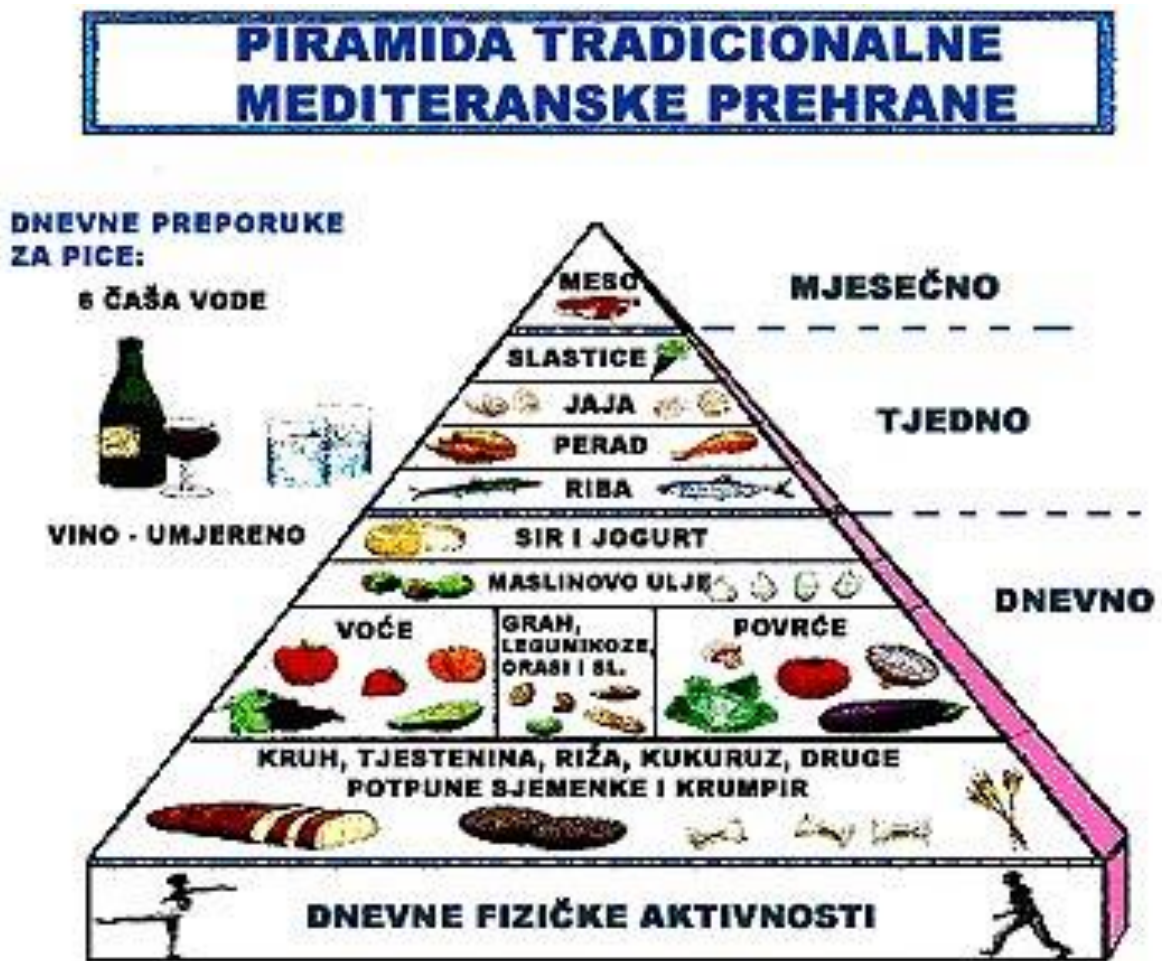 PIRAMIDA TRADICIONALNE
MEDITERANSKE PREHRANE
DNEVNE PREPORUKE
ZA PICE:
6 ČAŠA VODE
VINO - UMJERENO
MESO
MJESEČNO
SLASTICE
JAJA
PERAD
RIBA
TJEDNO
SIR I JOGURT
MASLINOVO ULJE
VOĆE
GRAH,
LEGUNIKOZE,
ORASI I SL.
POVRĆE
KRUH, TJESTENINA, RIŽA, KUKURUZ, DRUGE
POTPUNE SJEMENKE I KRUMPIR
DNEVNO
DNEVNE FIZIČKE AKTIVNOSTI